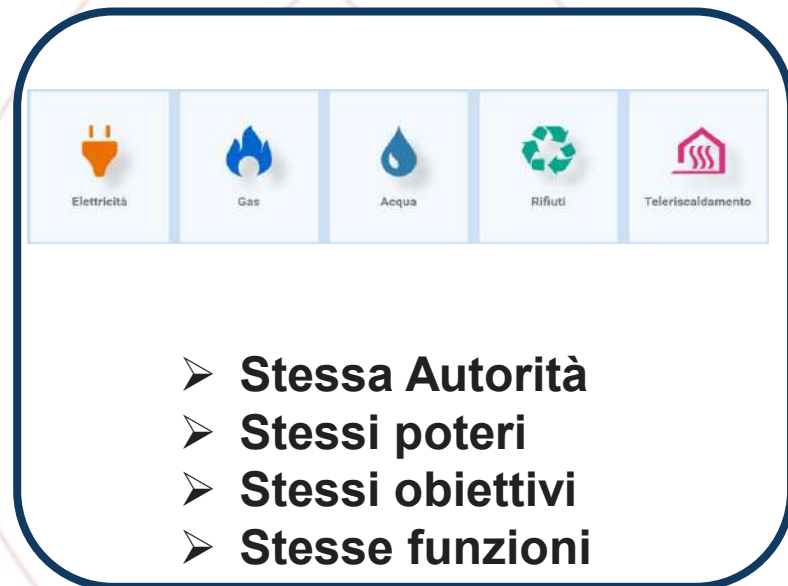 Elettricità Gas Acqua Rifiuti Teleriscaldamento
➢ Stessa Autorità
➢ Stessi poteri
➢ Stessi obiettivi
➢ Stesse funzioni